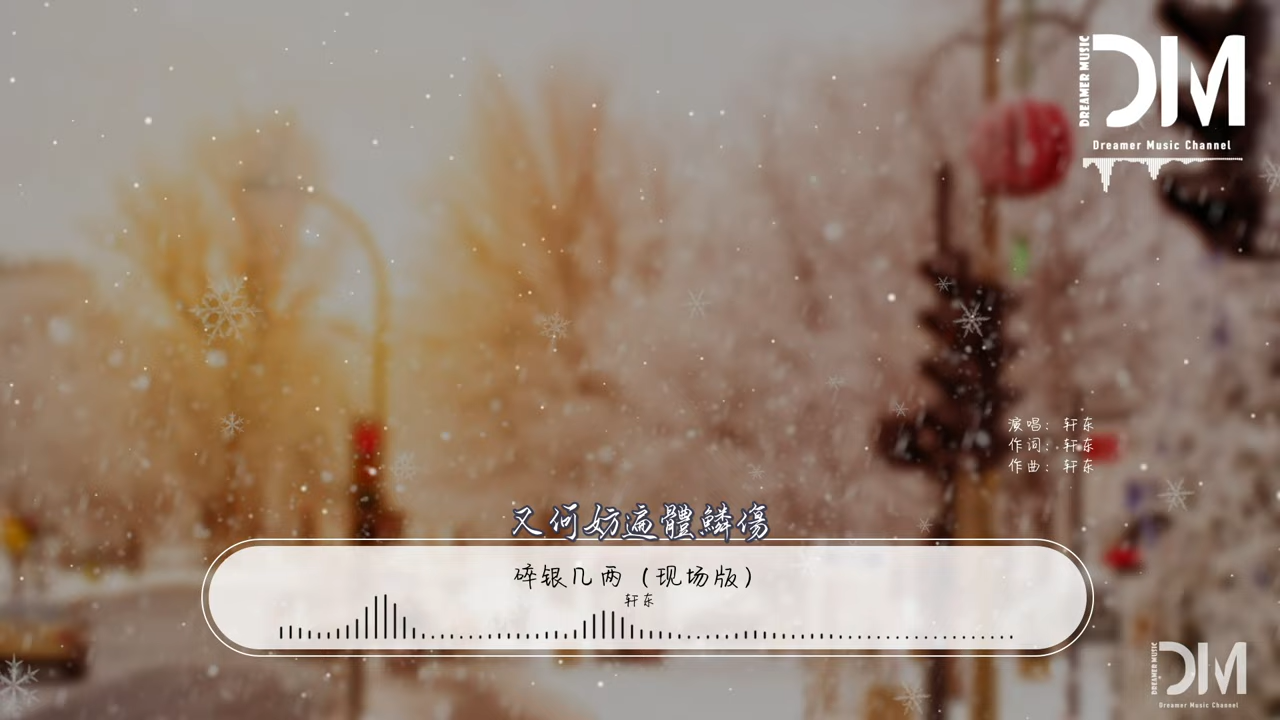 DREAMER MUSIC
DM
Dreamer Music Channel
演唱：轩东
作词：轩东
作曲：轩东
又何妨遍體鱗傷
碎银几两（现场版）
轩东
DREAMER MUSIC
DM
Dreamer Music Channel